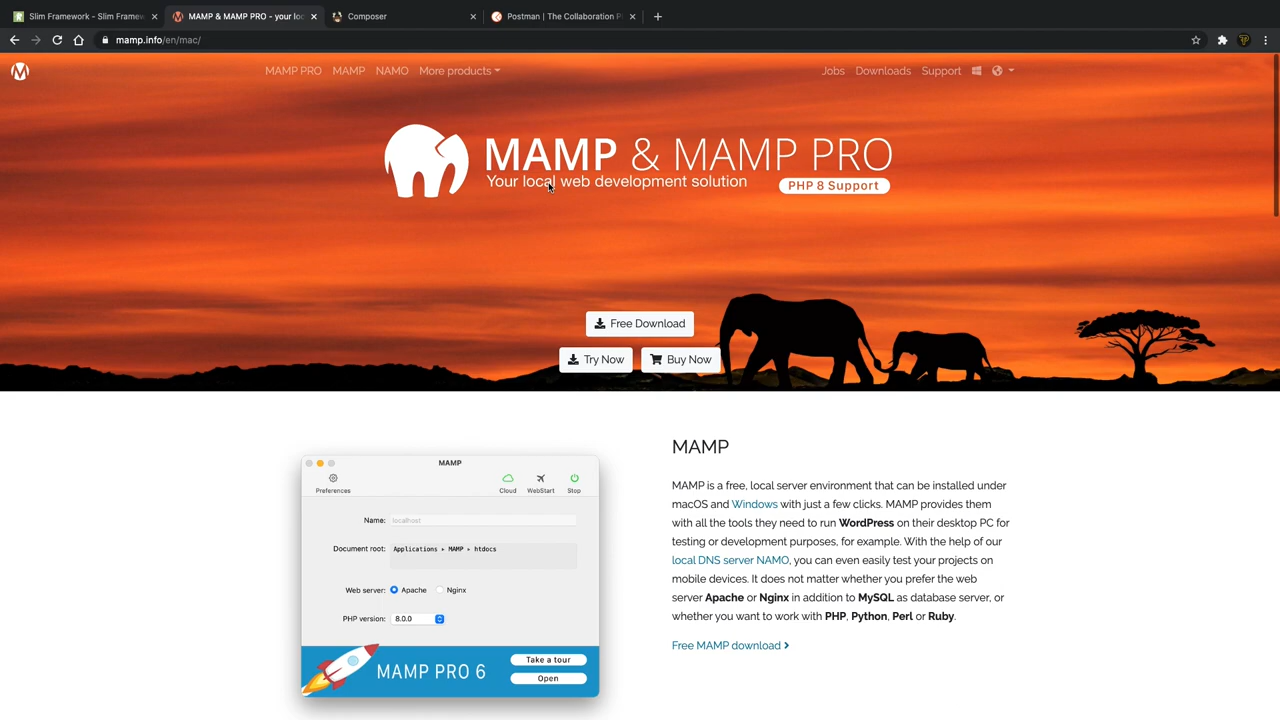 Slim Framework - Slim Framew
MAMP & MAMP PRO - your loc
Composer
Postman | The Collaboration P
mamp.info/en/mac/
MAMP PRO
MAMP
NAMO
More products
Jobs
Downloads
Support
MAMP & MAMP PRO
Your local web development solution
PHP 8 Support
Free Download
Try Now
Buy Now
MAMP
Preferences
Cloud
WebStart
Stop
Name: localhost
Document root: Applications ▸ MAMP ▸ htdocs
Web server: Apache Nginx
PHP version: 8.0.0
MAMP PRO 6
Take a tour
Open
MAMP
MAMP is a free, local server environment that can be installed under
macOS and Windows with just a few clicks. MAMP provides them
with all the tools they need to run WordPress on their desktop PC for
testing or development purposes, for example. With the help of our
local DNS server NAMO, you can even easily test your projects on
mobile devices. It does not matter whether you prefer the web
server Apache or Nginx in addition to MySQL as database server, or
whether you want to work with PHP, Python, Perl or Ruby.
Free MAMP download